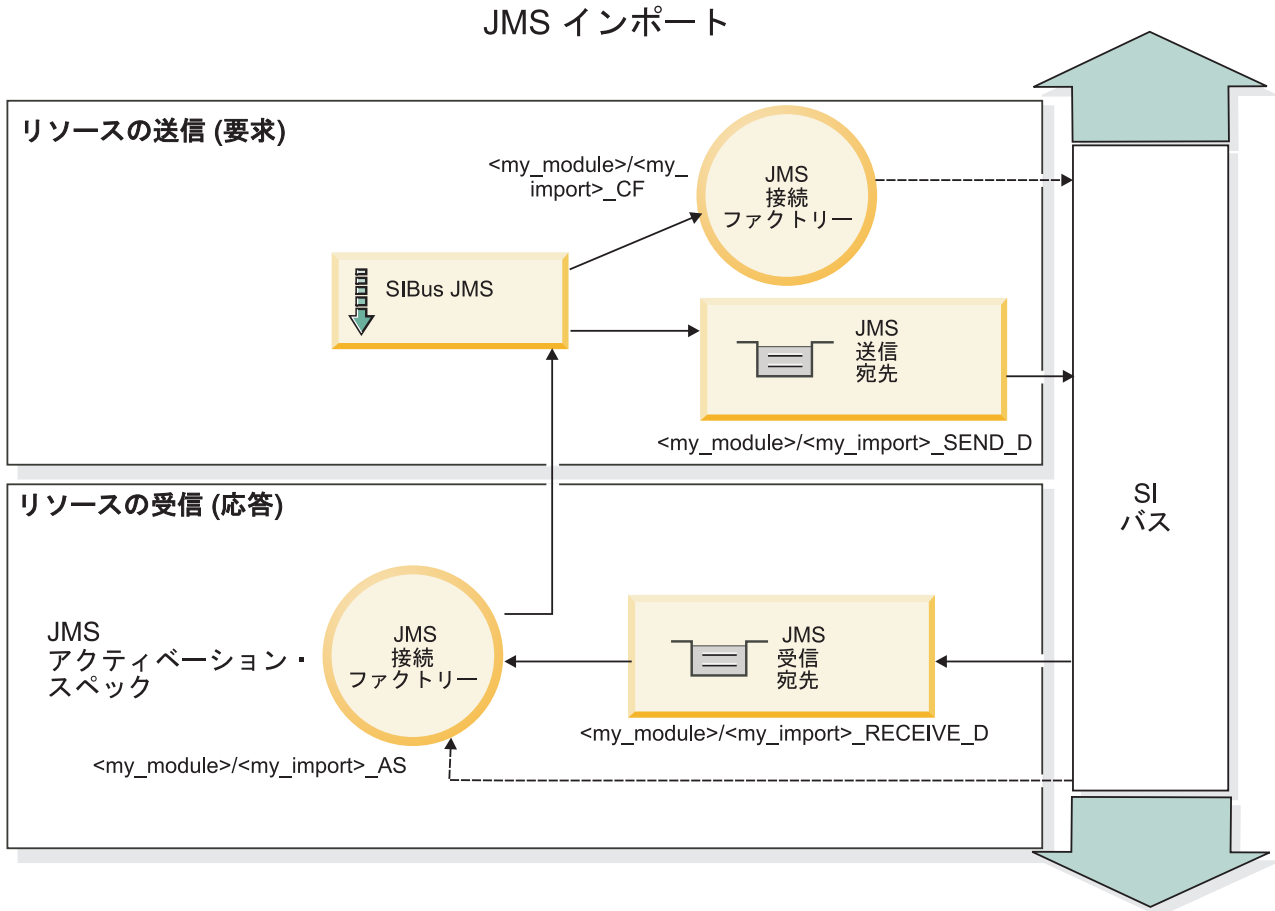 JMS インポート
リソースの送信 (要求)
<my_module>/<my_
import>_CF
JMS
接続
ファクトリー
SIBus JMS
JMS
送信
宛先
<my_module>/<my_import>_SEND_D
SI
バス
リソースの受信 (応答)
JMS
アクティベーション・
スペック
JMS
接続
ファクトリー
JMS
受信
宛先
<my_module>/<my_import>_RECEIVE_D
<my_module>/<my_import>_AS